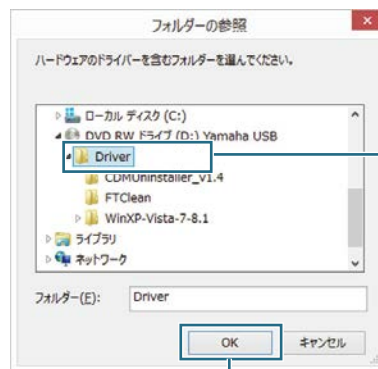 フォルダーの参照
ハードウェアのドライバーを含むフォルダーを選んでください。
ローカル ディスク (C:)
DVD RW ドライブ (D:) Yamaha USB
Driver
CDMUninstaller_v1.4
FTClean
WinXP-Vista-7-8.1
ライブラリ
ネットワーク
フォルダー(F): Driver
OK キャンセル